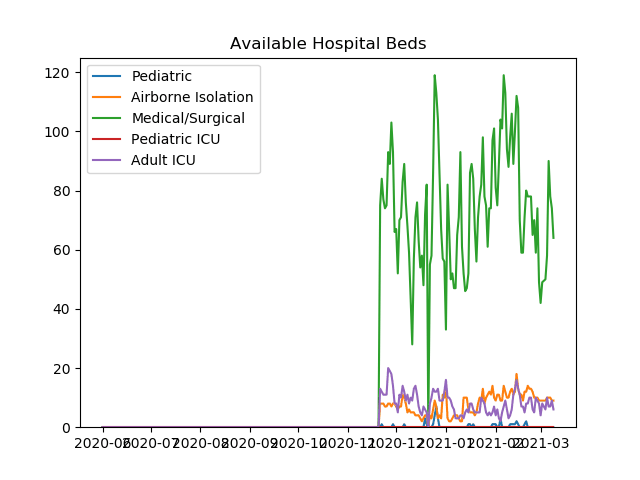 Available Hospital Beds
Pediatric
Airborne Isolation
Medical/Surgical
Pediatric ICU
Adult ICU
120
100
80
60
40
20
0
2020-06 2020-07 2020-08 2020-09 2020-10 2020-11 2020-12 2021-01 2021-02 2021-03